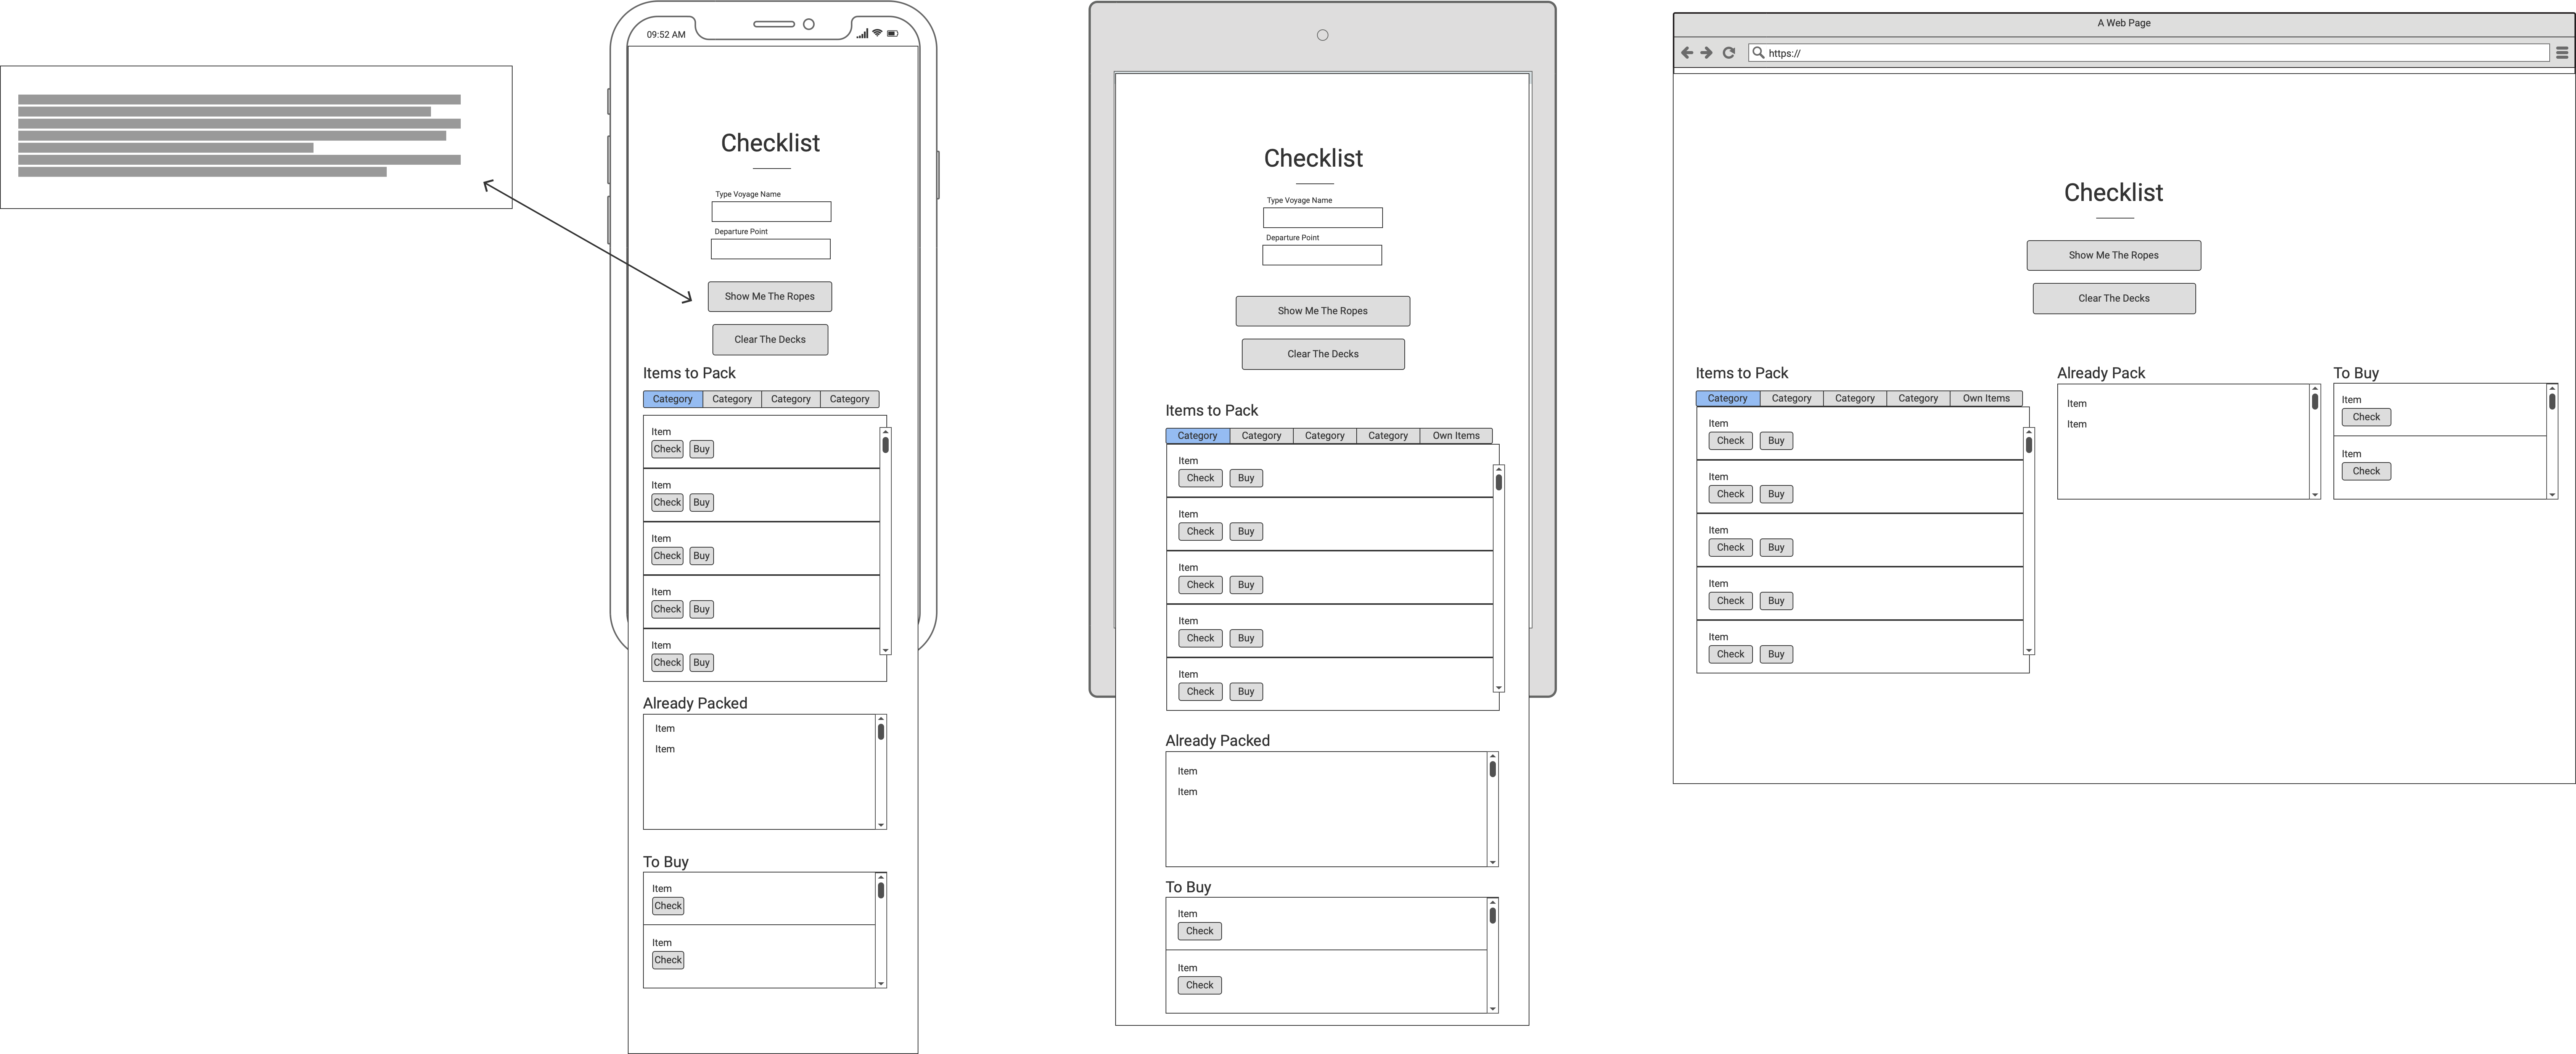 09:52 AM
Checklist
Type Voyage Name
Departure Point
Show Me The Ropes
Clear The Decks
Items to Pack
Category Category Category Category
Item
Check Buy
Item
Check Buy
Item
Check Buy
Item
Check Buy
Item
Check Buy
Already Packed
Item
Item
To Buy
Item
Check
Item
Check
Checklist
Type Voyage Name
Departure Point
Show Me The Ropes
Clear The Decks
Items to Pack
Category Category Category Category Own Items
Item
Check Buy
Item
Check Buy
Item
Check Buy
Item
Check Buy
Item
Check Buy
Already Packed
Item
Item
To Buy
Item
Check
Item
Check
A Web Page
https://
Checklist
Show Me The Ropes
Clear The Decks
Items to Pack
Category Category Category Category Own Items
Item
Check Buy
Item
Check Buy
Item
Check Buy
Item
Check Buy
Item
Check Buy
Already Pack
Item
Item
To Buy
Item
Check
Item
Check